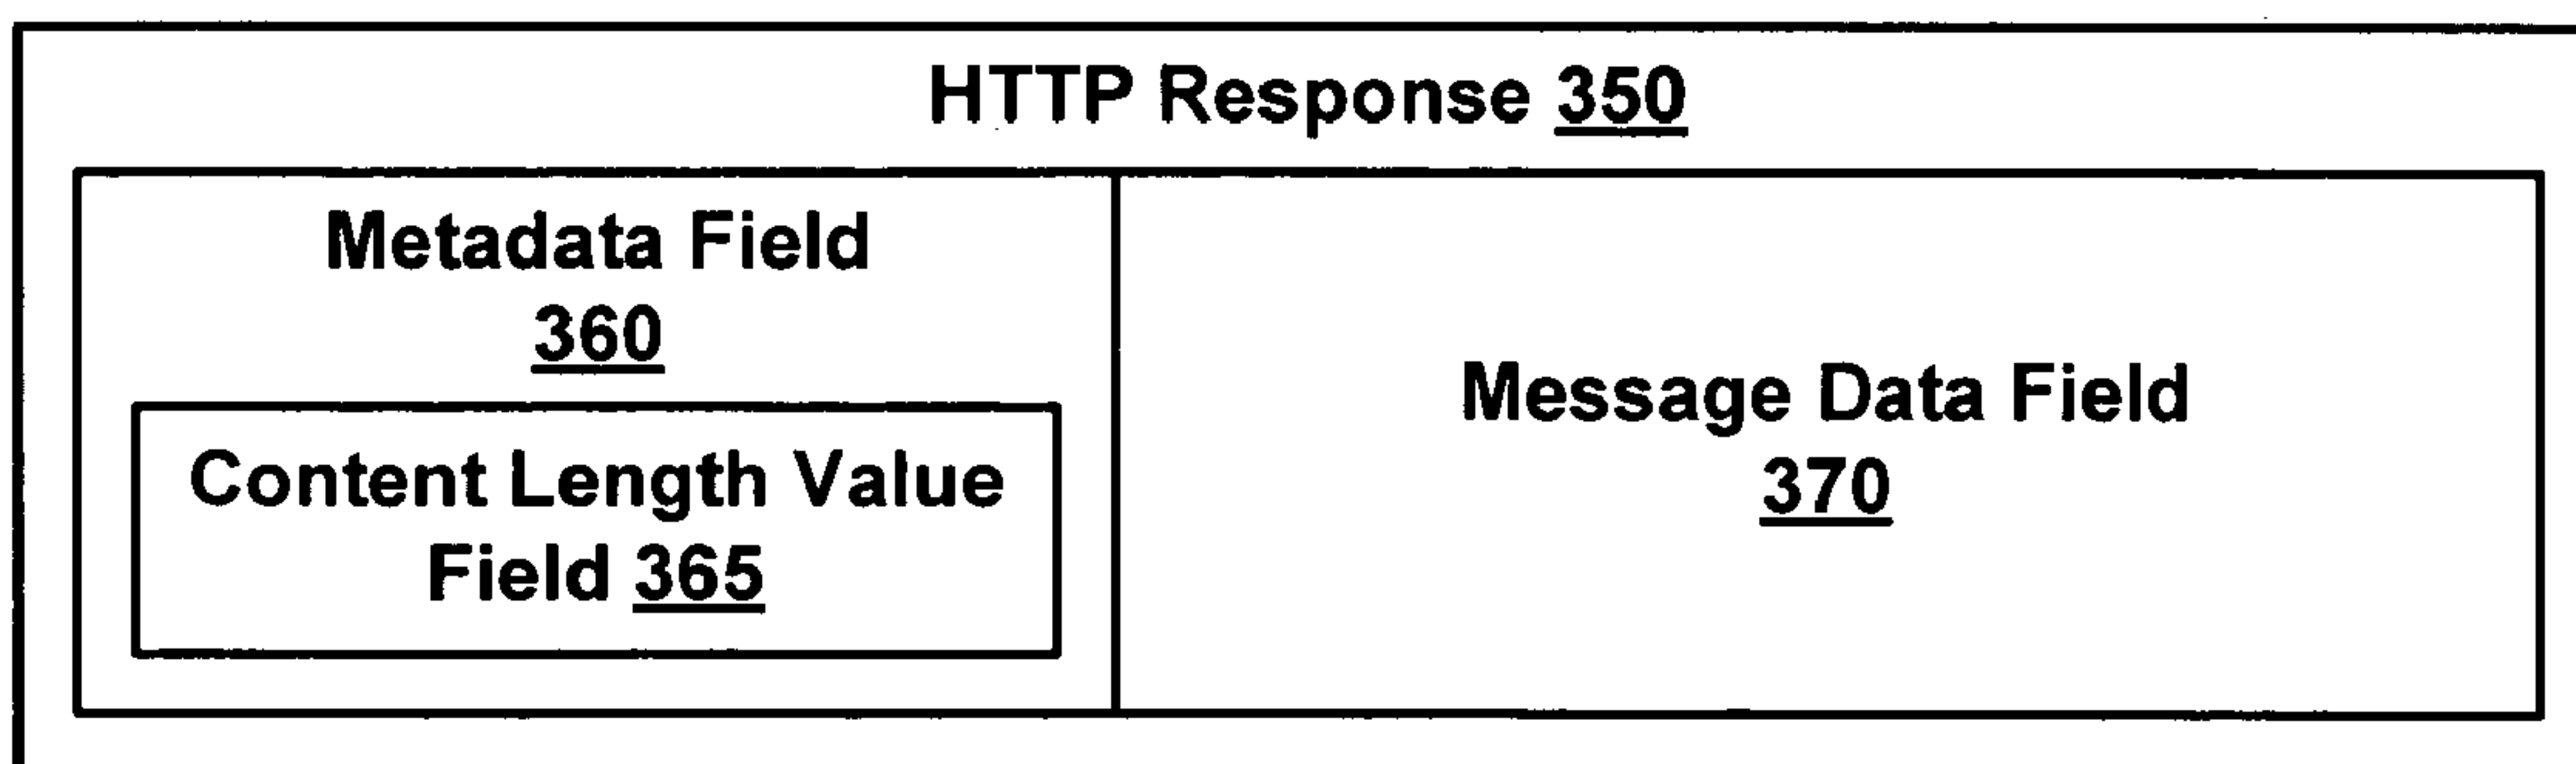 HTTP Response 350
Metadata Field
360
Content Length Value
Field 365
Message Data Field
370